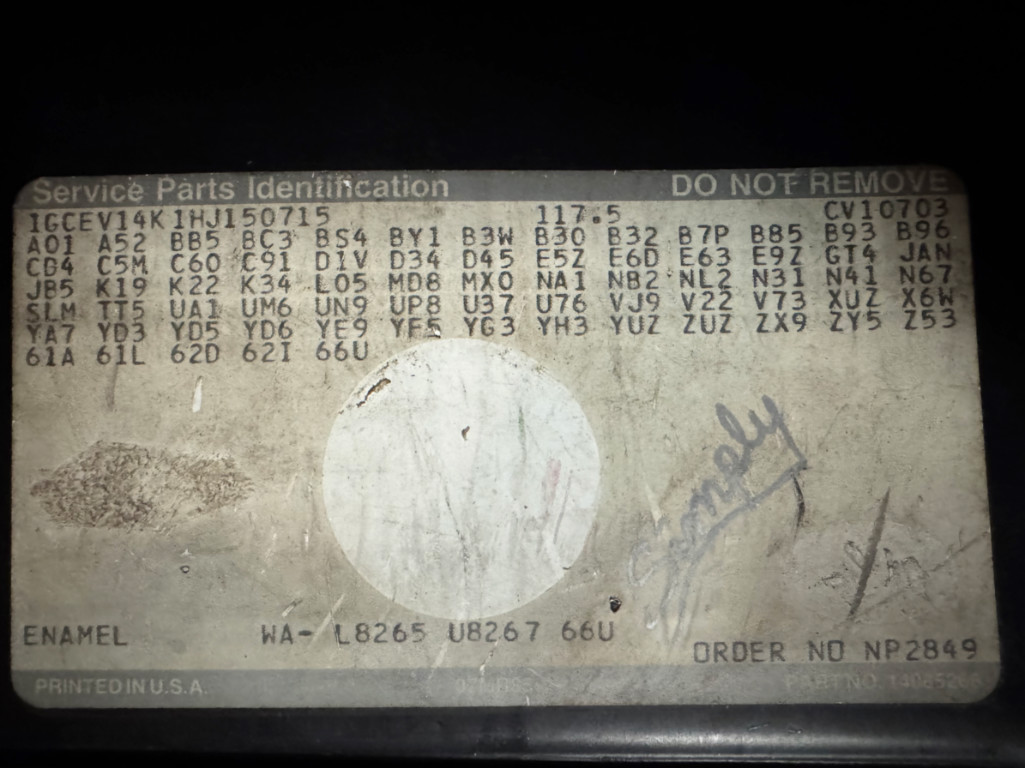 Service Parts Identification DO NOT REMOVE
1GCEV14K1HJ150715 117.5 CV10703
A01 A52 BB5 BC3 BS4 BY1 B3W B30 B32 B7P B85 B93 B96
CG4 C5M C60 C91 D1V D34 D45 E5Z E6D E63 E9Z GT4 JAN
JB5 K19 K22 K34 L05 MD8 MX0 NA1 NB2 NL2 N31 N41 N67
SLM TT5 UA1 UM6 UN9 UP8 U37 U76 VJ9 V22 V73 XUZ X6W
YA7 YD3 YD5 YD6 YE9 YF5 YG3 YH3 YUZ ZUZ ZX9 ZY5 Z53
61A 61L 62D 62I 66U
ENAMEL WA- L8265 U8267 66U
ORDER NO NP2849
PRINTED IN U.S.A. PART NO.